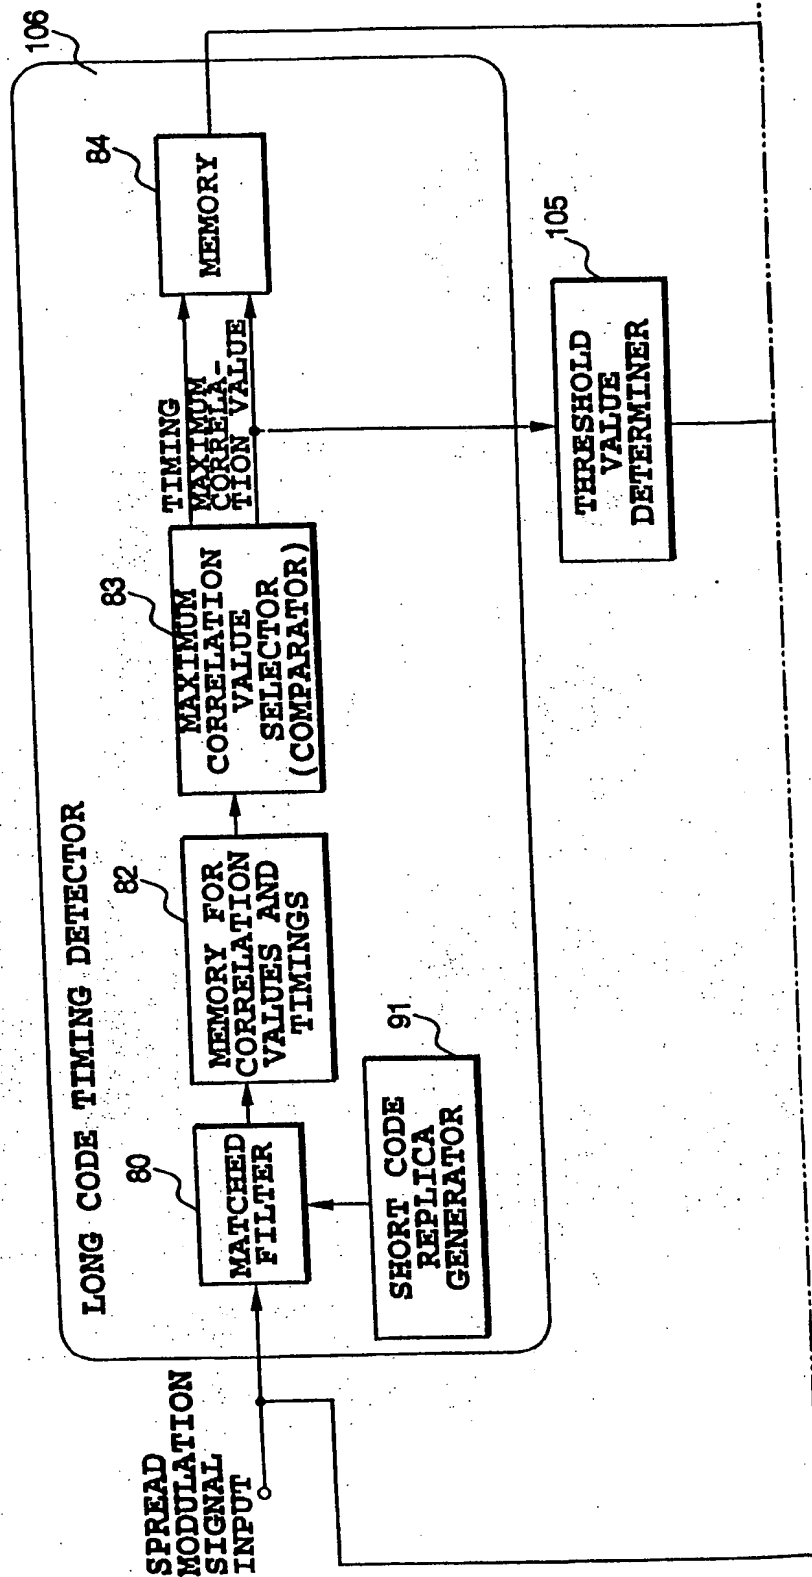 106
LONG CODE TIMING DETECTOR
SPREAD
MODULATION
SIGNAL
INPUT
80
MATCHED
FILTER
82
MEMORY FOR
CORRELATION
VALUES AND
TIMINGS
83
MAXIMUM
CORRELATION
VALUE
SELECTOR
(COMPARATOR)
TIMING
MAXIMUM
CORRELA-
TION VALUE
84
MEMORY
91
SHORT CODE
REPLICA
GENERATOR
105
THRESHOLD
VALUE
DETERMINER